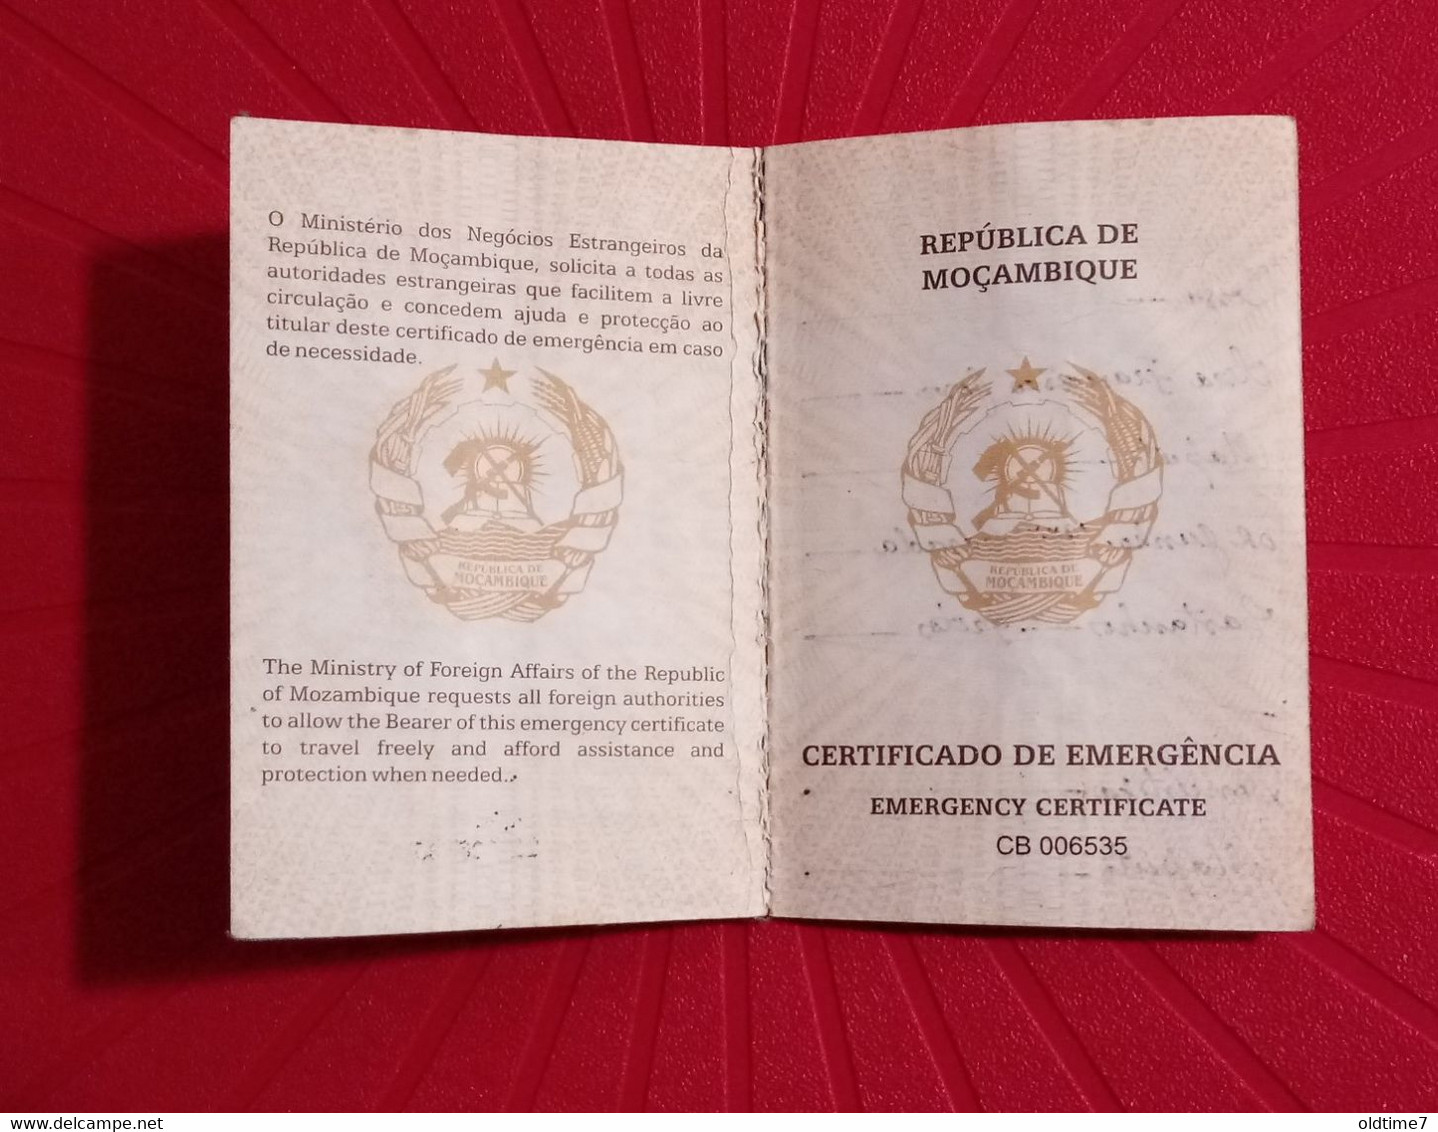 O Ministério dos Negócios Estrangeiros da
República de Moçambique, solicita a todas as
autoridades estrangeiras que facilitem a livre
circulação e concedem ajuda e protecção ao
titular deste certificado de emergência em caso
de necessidade.
REPÚBLICA DE
MOÇAMBIQUE
The Ministry of Foreign Affairs of the Republic
of Mozambique requests all foreign authorities
to allow the Bearer of this emergency certificate
to travel freely and afford assistance and
protection when needed..
REPÚBLICA DE
MOÇAMBIQUE
REPÚBLICA DE
MOÇAMBIQUE
CERTIFICADO DE EMERGÊNCIA
EMERGENCY CERTIFICATE
CB 006535
delcampe.net
oldtime7